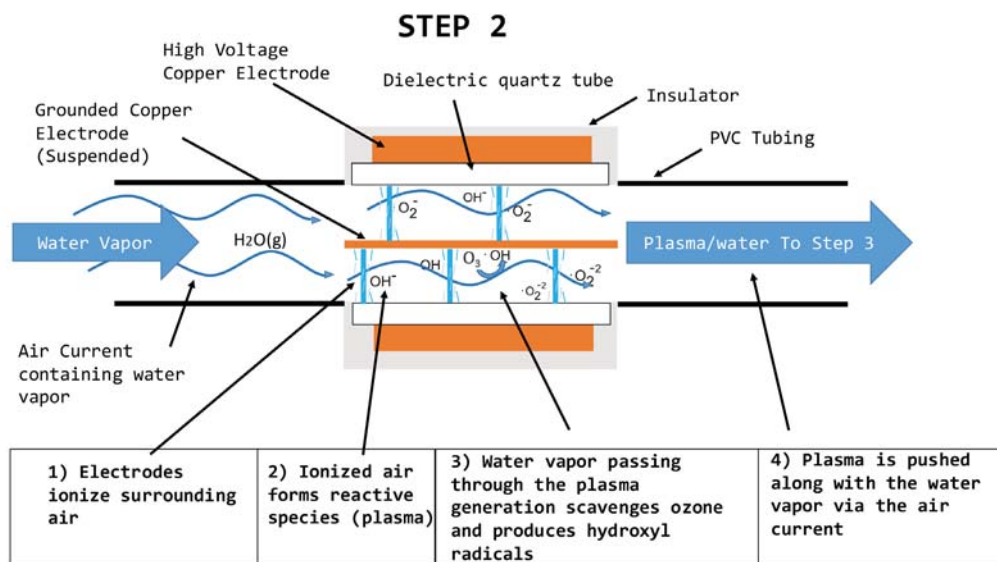 STEP 2
High Voltage
Copper Electrode
Dielectric quartz tube
Insulator
Grounded Copper
Electrode
(Suspended)
PVC Tubing
OH⁻
·O₂⁻
·O₂⁻
Water Vapor
H2O(g)
Plasma/water To Step 3
OH
O₃
·OH
OH⁻
·O₂⁻²
·O₂⁻²
Air Current
containing water
vapor
1) Electrodes
ionize surrounding
air
2) Ionized air
forms reactive
species (plasma)
3) Water vapor passing
through the plasma
generation scavenges ozone
and produces hydroxyl
radicals
4) Plasma is pushed
along with the water
vapor via the air
current